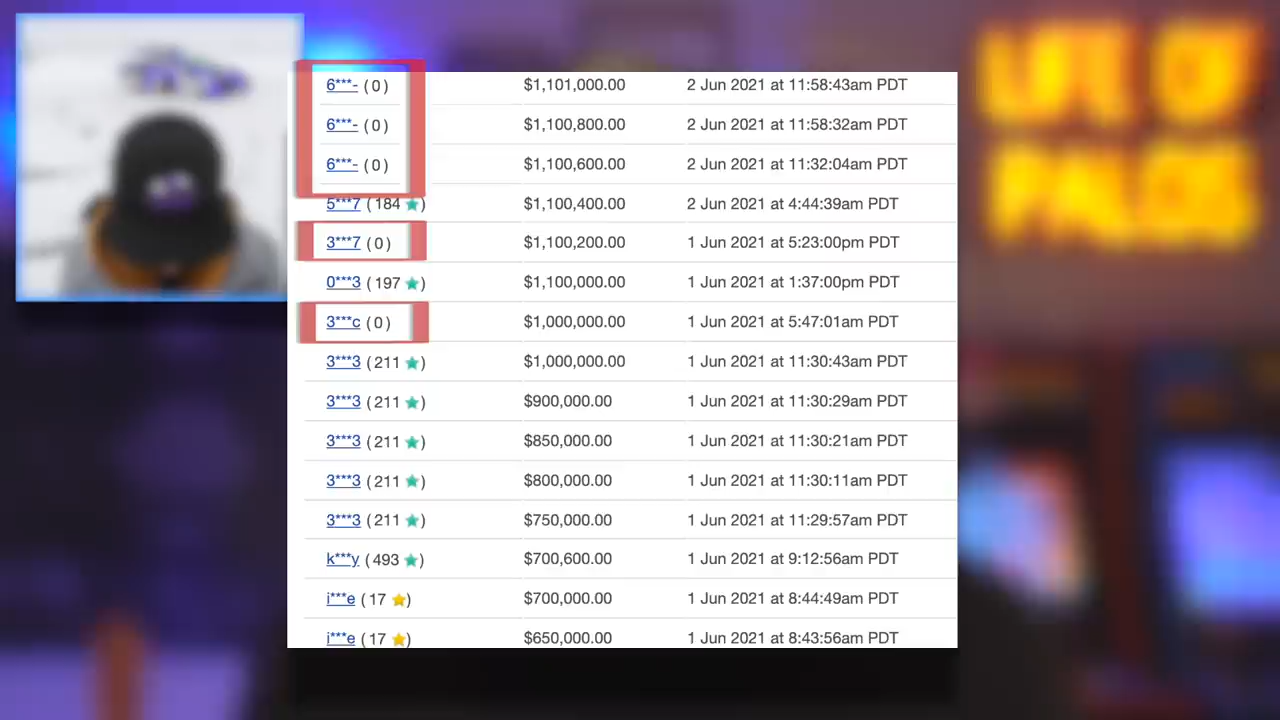 LIFE OF
PALOS
6***- (0) $1,101,000.00 2 Jun 2021 at 11:58:43am PDT
6***- (0) $1,100,800.00 2 Jun 2021 at 11:58:32am PDT
6***- (0) $1,100,600.00 2 Jun 2021 at 11:32:04am PDT
5***7 (184) $1,100,400.00 2 Jun 2021 at 4:44:39am PDT
3***7 (0) $1,100,200.00 1 Jun 2021 at 5:23:00pm PDT
0***3 (197) $1,100,000.00 1 Jun 2021 at 1:37:00pm PDT
3***c (0) $1,000,000.00 1 Jun 2021 at 5:47:01am PDT
3***3 (211) $1,000,000.00 1 Jun 2021 at 11:30:43am PDT
3***3 (211) $900,000.00 1 Jun 2021 at 11:30:29am PDT
3***3 (211) $850,000.00 1 Jun 2021 at 11:30:21am PDT
3***3 (211) $800,000.00 1 Jun 2021 at 11:30:11am PDT
3***3 (211) $750,000.00 1 Jun 2021 at 11:29:57am PDT
k***y (493) $700,600.00 1 Jun 2021 at 9:12:56am PDT
i***e (17) $700,000.00 1 Jun 2021 at 8:44:49am PDT
i***e (17) $650,000.00 1 Jun 2021 at 8:43:56am PDT